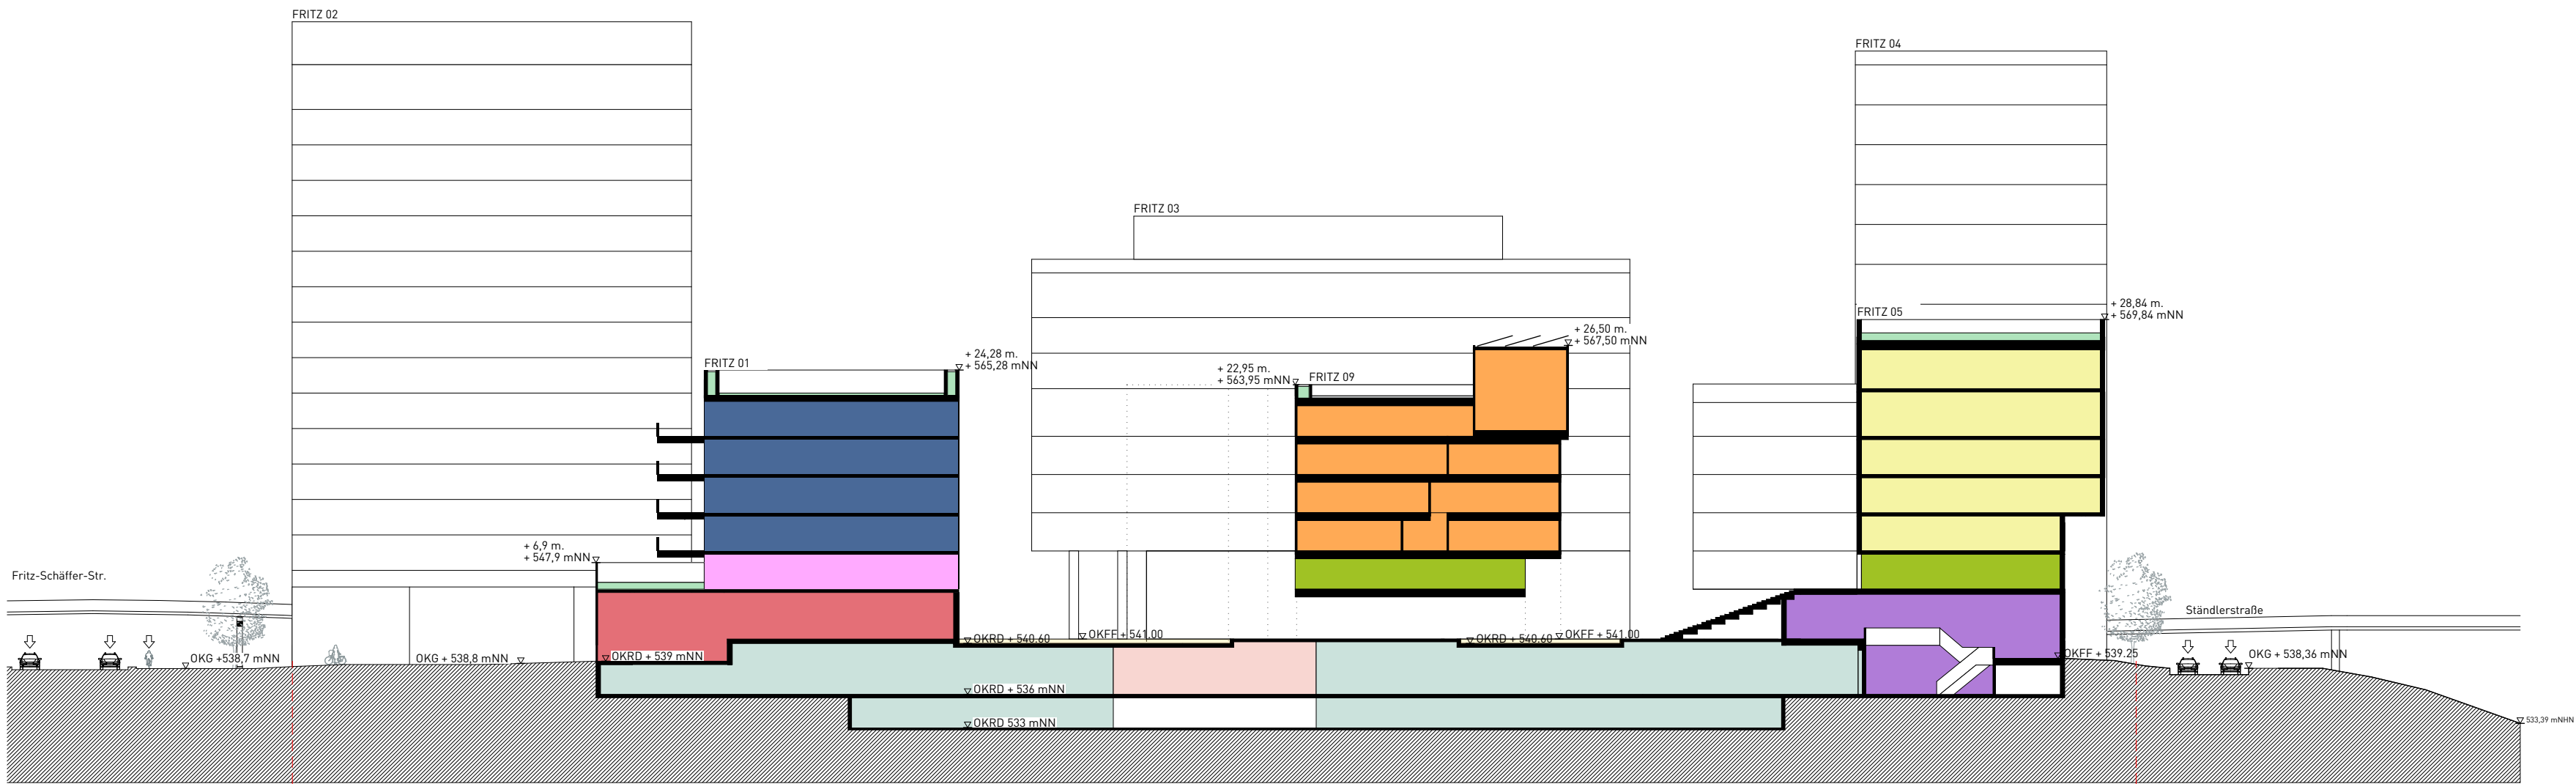 FRITZ 02
FRITZ 04
FRITZ 03
+ 28,84 m.
+ 569,84 mNN
FRITZ 05
+ 26,50 m.
+ 567,50 mNN
+ 24,28 m.
+ 565,28 mNN
FRITZ 01
+ 22,95 m.
+ 563,95 mNN
FRITZ 09
+ 6,9 m.
+ 547,9 mNN
Fritz-Schäffer-Str.
Ständlerstraße
OKRD + 540.60
OKFF + 541.00
OKRD + 540.60
OKFF + 541.00
OKG +538,7 mNN
OKG + 538,8 mNN
OKRD + 539 mNN
OKFF + 539.25
OKG + 538,36 mNN
OKRD + 536 mNN
OKRD 533 mNN
533,39 mNHN